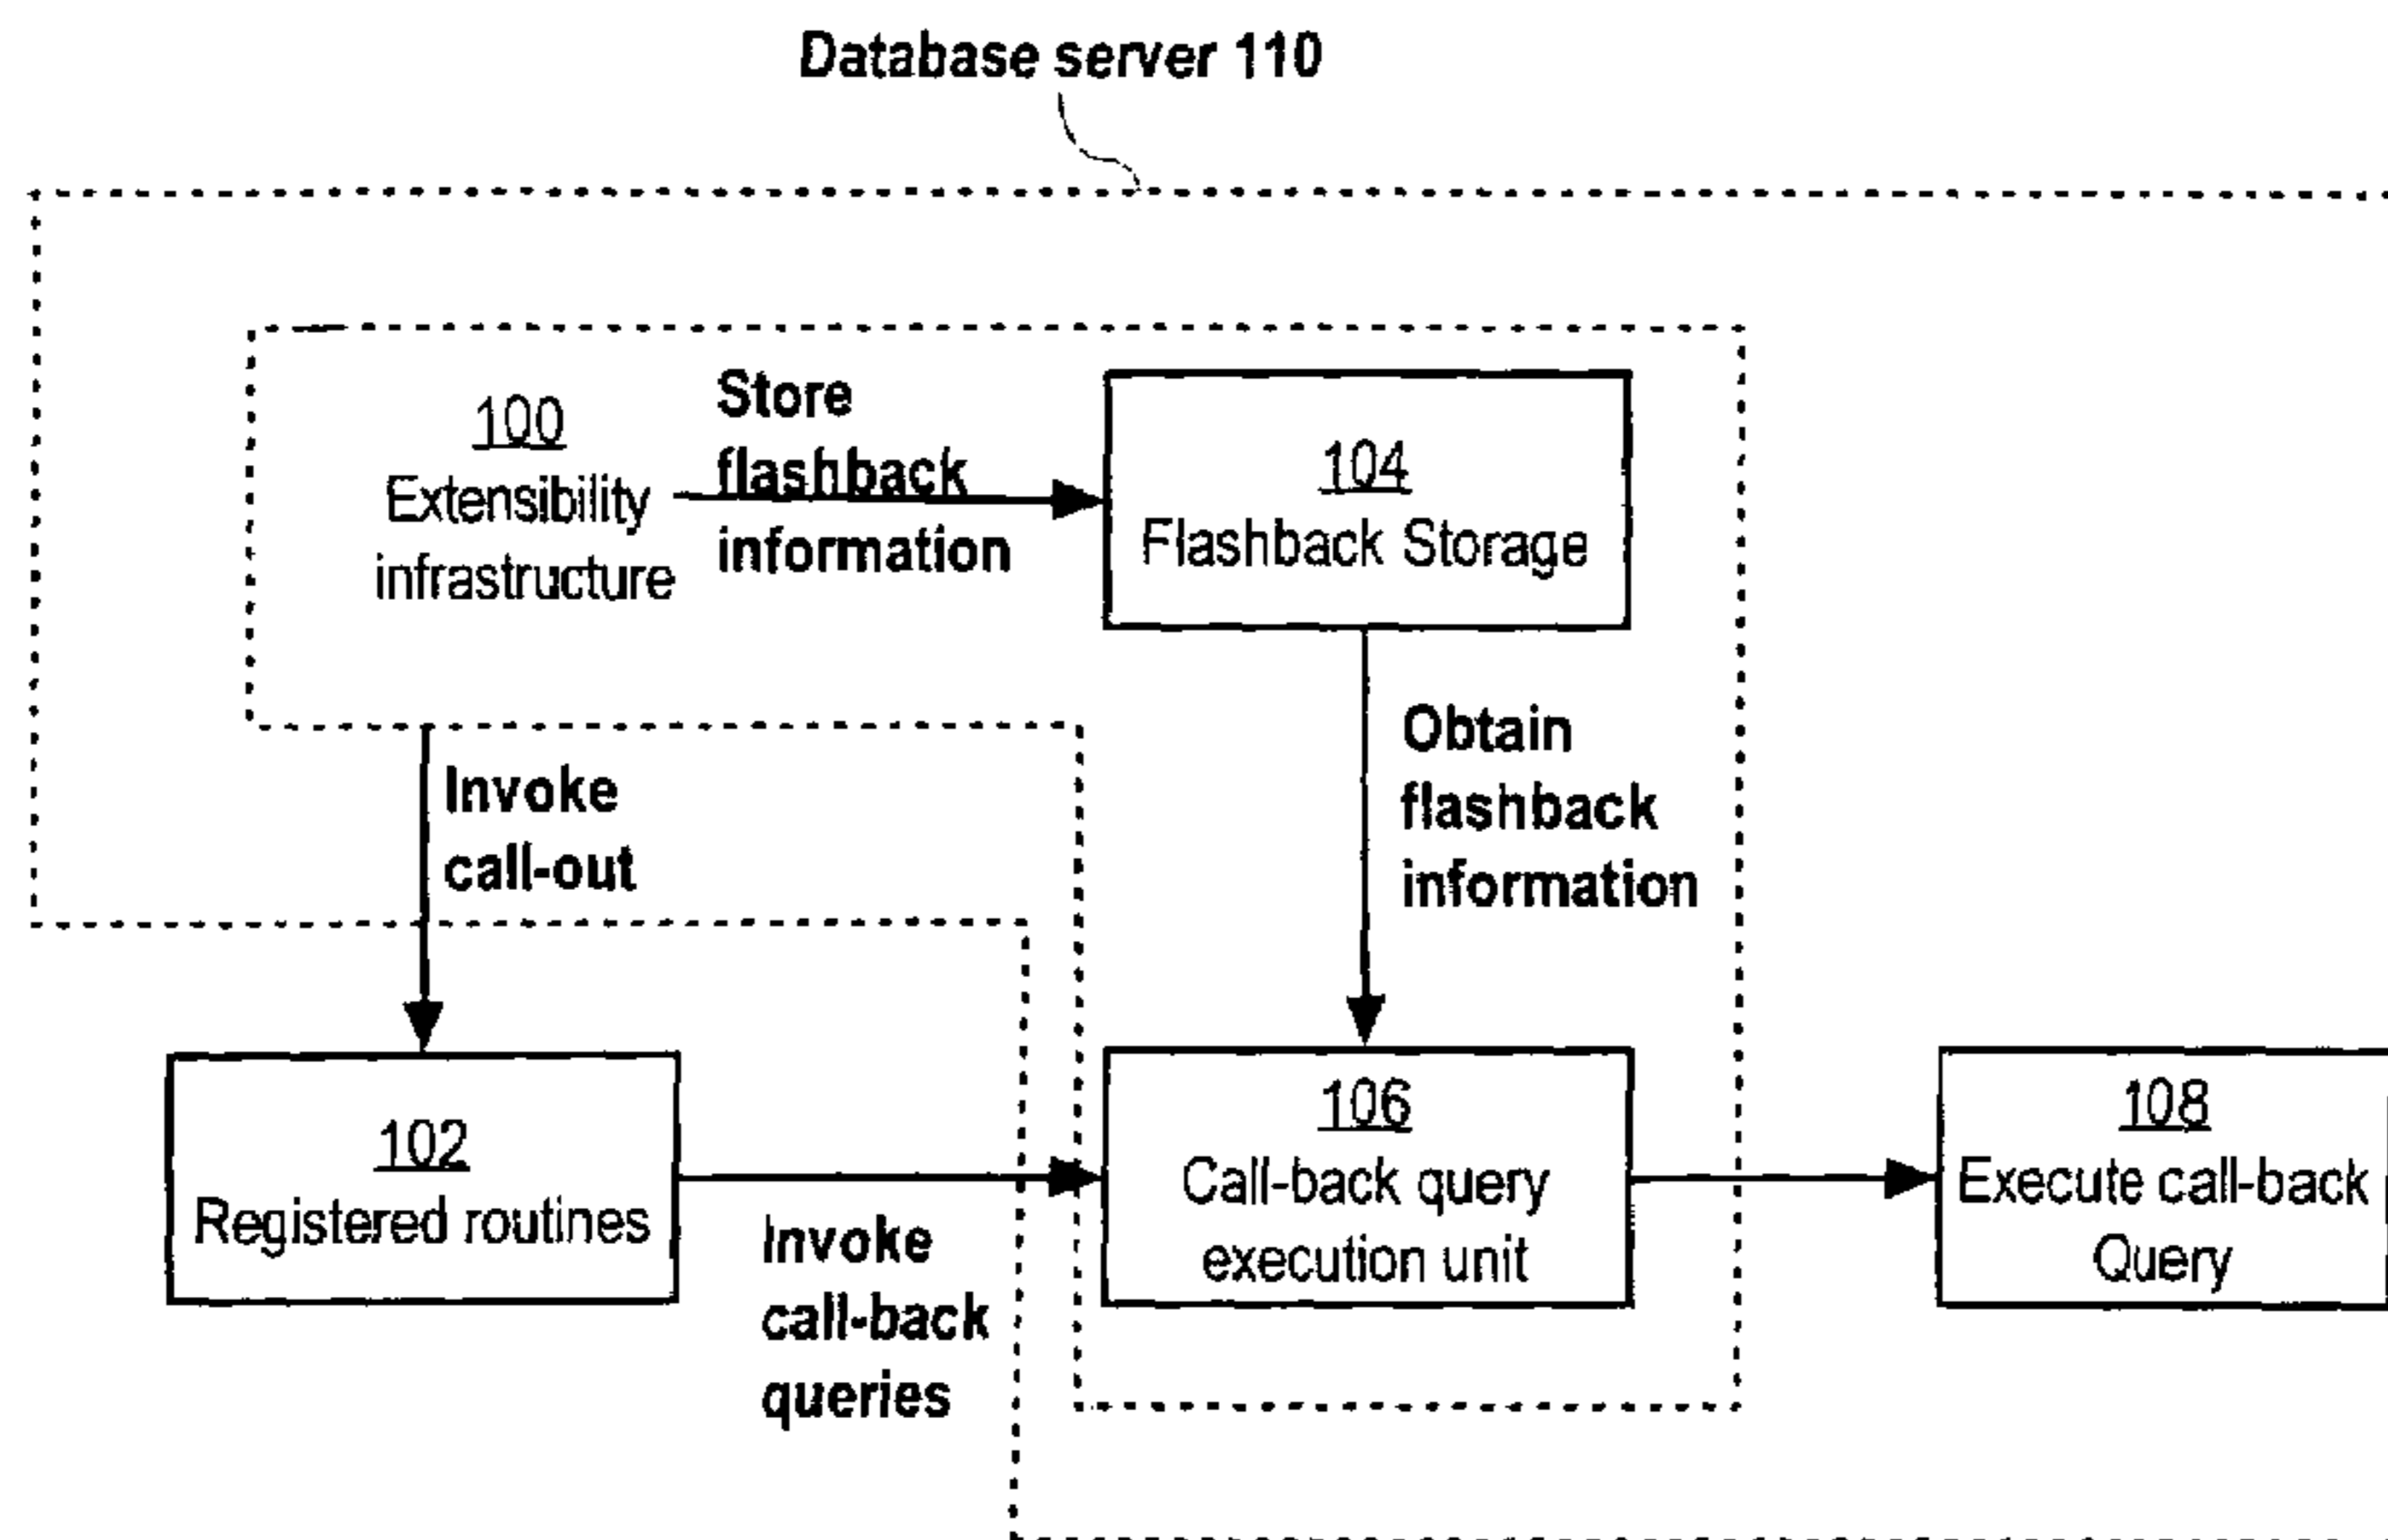 Database server 110
100
Extensibility
infrastructure
Store
flashback
information
104
Flashback Storage
Invoke
call-out
Obtain
flashback
information
102
Registered routines
Invoke
call-back
queries
106
Call-back query
execution unit
108
Execute call-back
Query